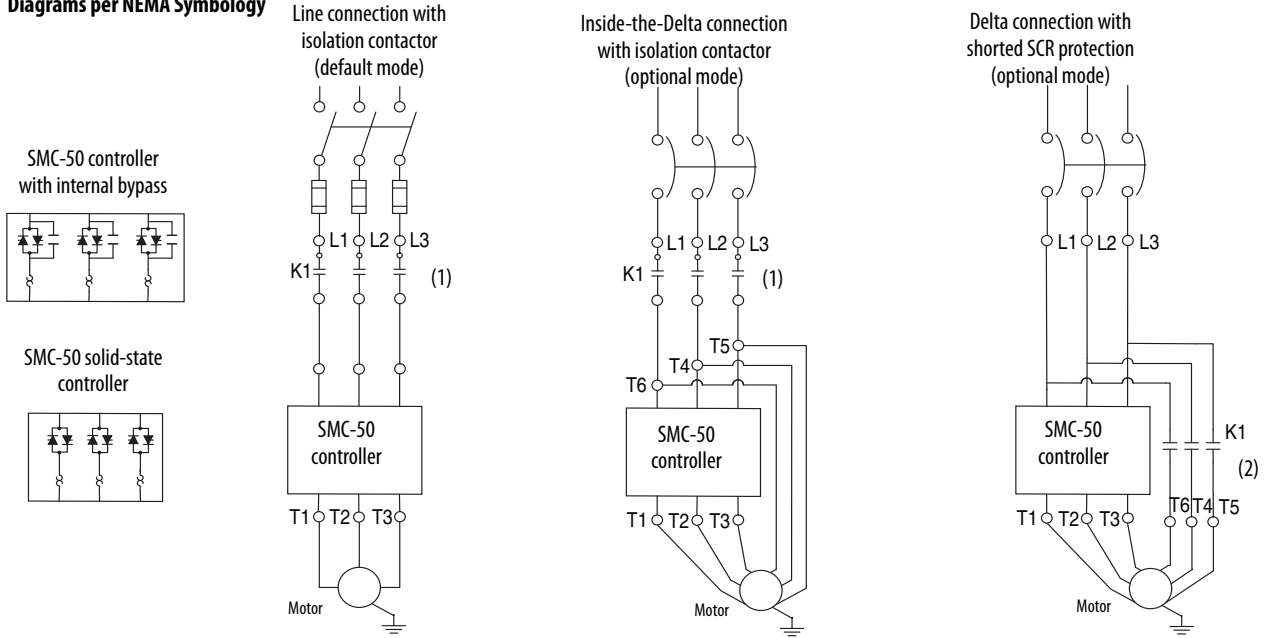 Diagrams per NEMA Symbology
SMC-50 controller
with internal bypass
SMC-50 solid-state
controller
Line connection with
isolation contactor
(default mode)
L1 L2 L3
K1 (1)
SMC-50
controller
T1 T2 T3
Motor
Inside-the-Delta connection
with isolation contactor
(optional mode)
L1 L2 L3
K1 (1)
T5
T4
T6
SMC-50
controller
T1 T2 T3
Motor
Delta connection with
shorted SCR protection
(optional mode)
L1 L2 L3
SMC-50
controller
K1
(2)
T6 T4 T5
T1 T2 T3
Motor